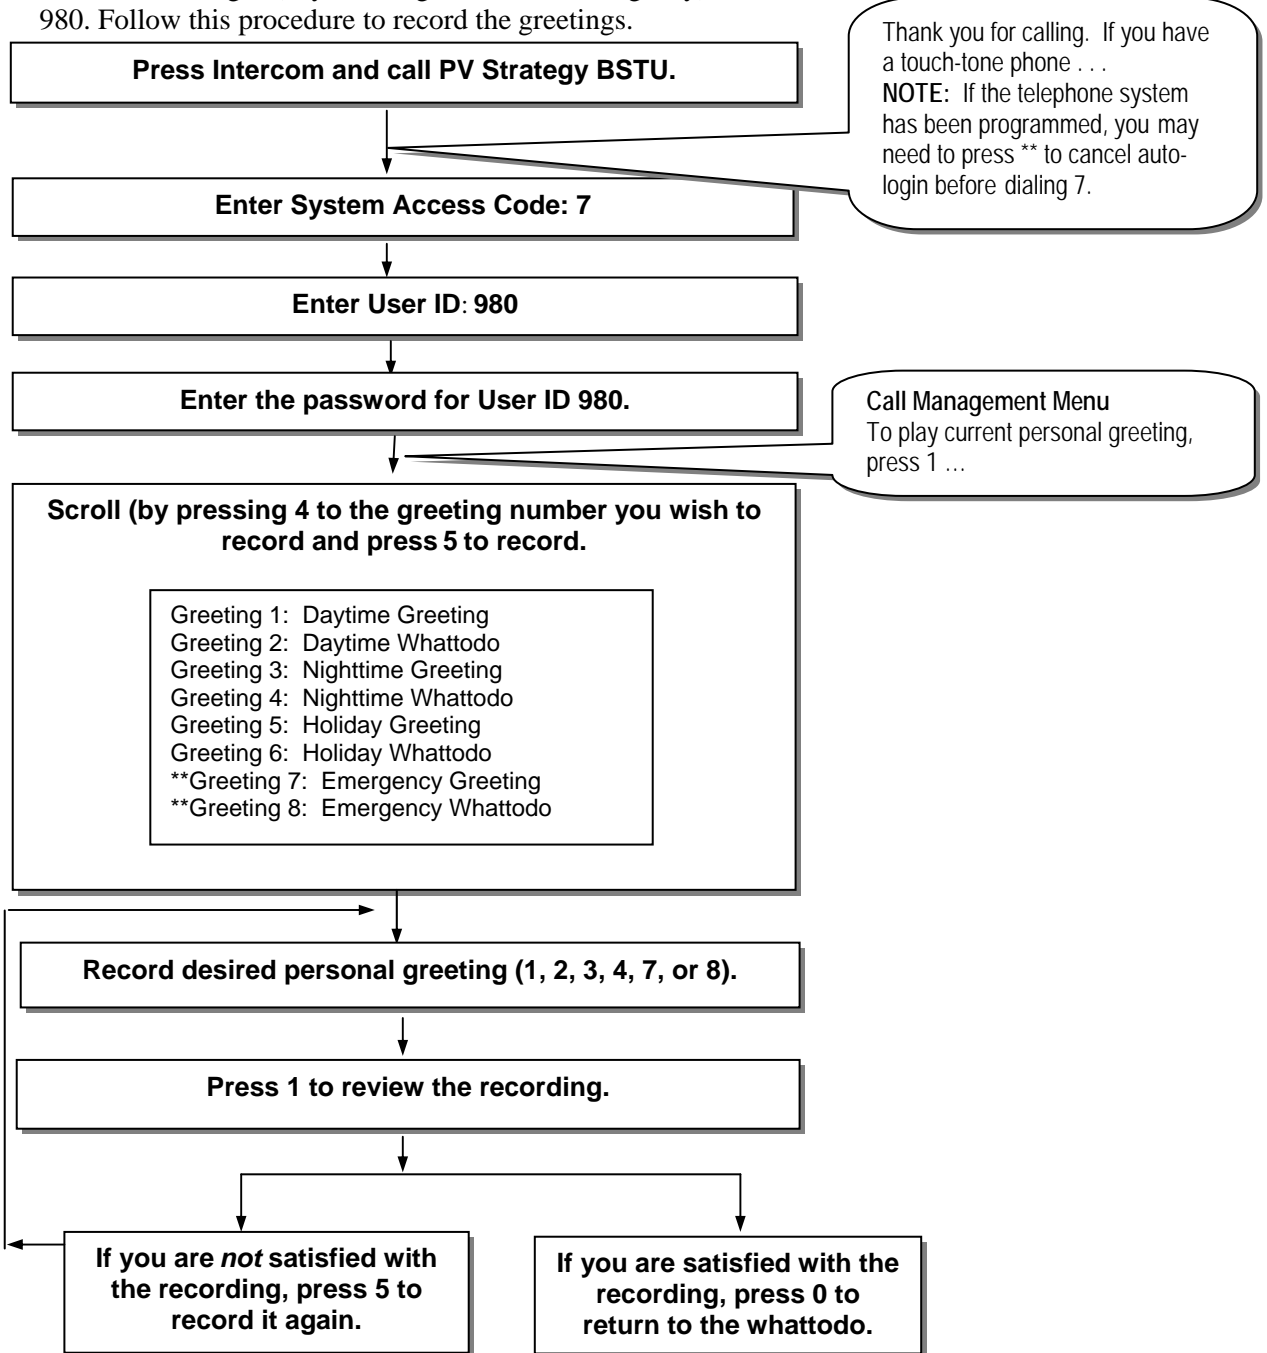 980. Follow this procedure to record the greetings.
Press Intercom and call PV Strategy BSTU.
Thank you for calling. If you have
a touch-tone phone . . .
NOTE: If the telephone system
has been programmed, you may
need to press ** to cancel auto-
login before dialing 7.
Enter System Access Code: 7
Enter User ID: 980
Enter the password for User ID 980.
Call Management Menu
To play current personal greeting,
press 1 ...
Scroll (by pressing 4 to the greeting number you wish to
record and press 5 to record.
Greeting 1: Daytime Greeting
Greeting 2: Daytime Whattodo
Greeting 3: Nighttime Greeting
Greeting 4: Nighttime Whattodo
Greeting 5: Holiday Greeting
Greeting 6: Holiday Whattodo
**Greeting 7: Emergency Greeting
**Greeting 8: Emergency Whattodo
Record desired personal greeting (1, 2, 3, 4, 7, or 8).
Press 1 to review the recording.
If you are not satisfied with
the recording, press 5 to
record it again.
If you are satisfied with the
recording, press 0 to
return to the whattodo.